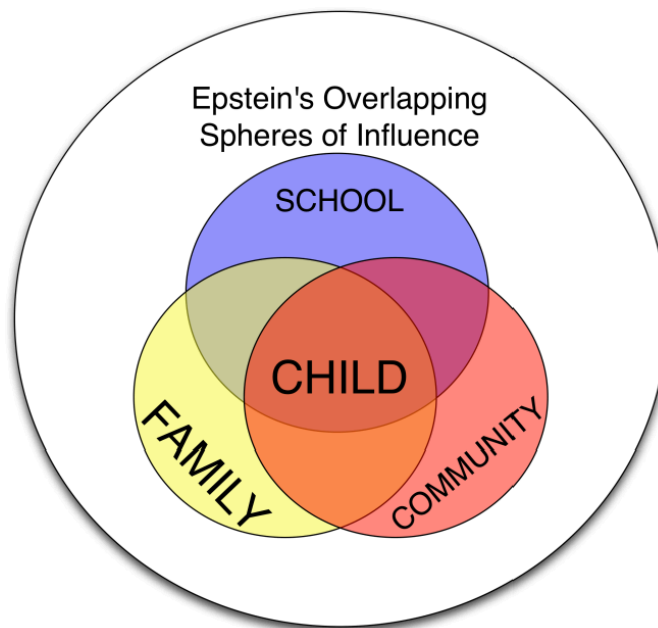 Epstein's Overlapping
Spheres of Influence
SCHOOL
CHILD
FAMILY
COMMUNITY